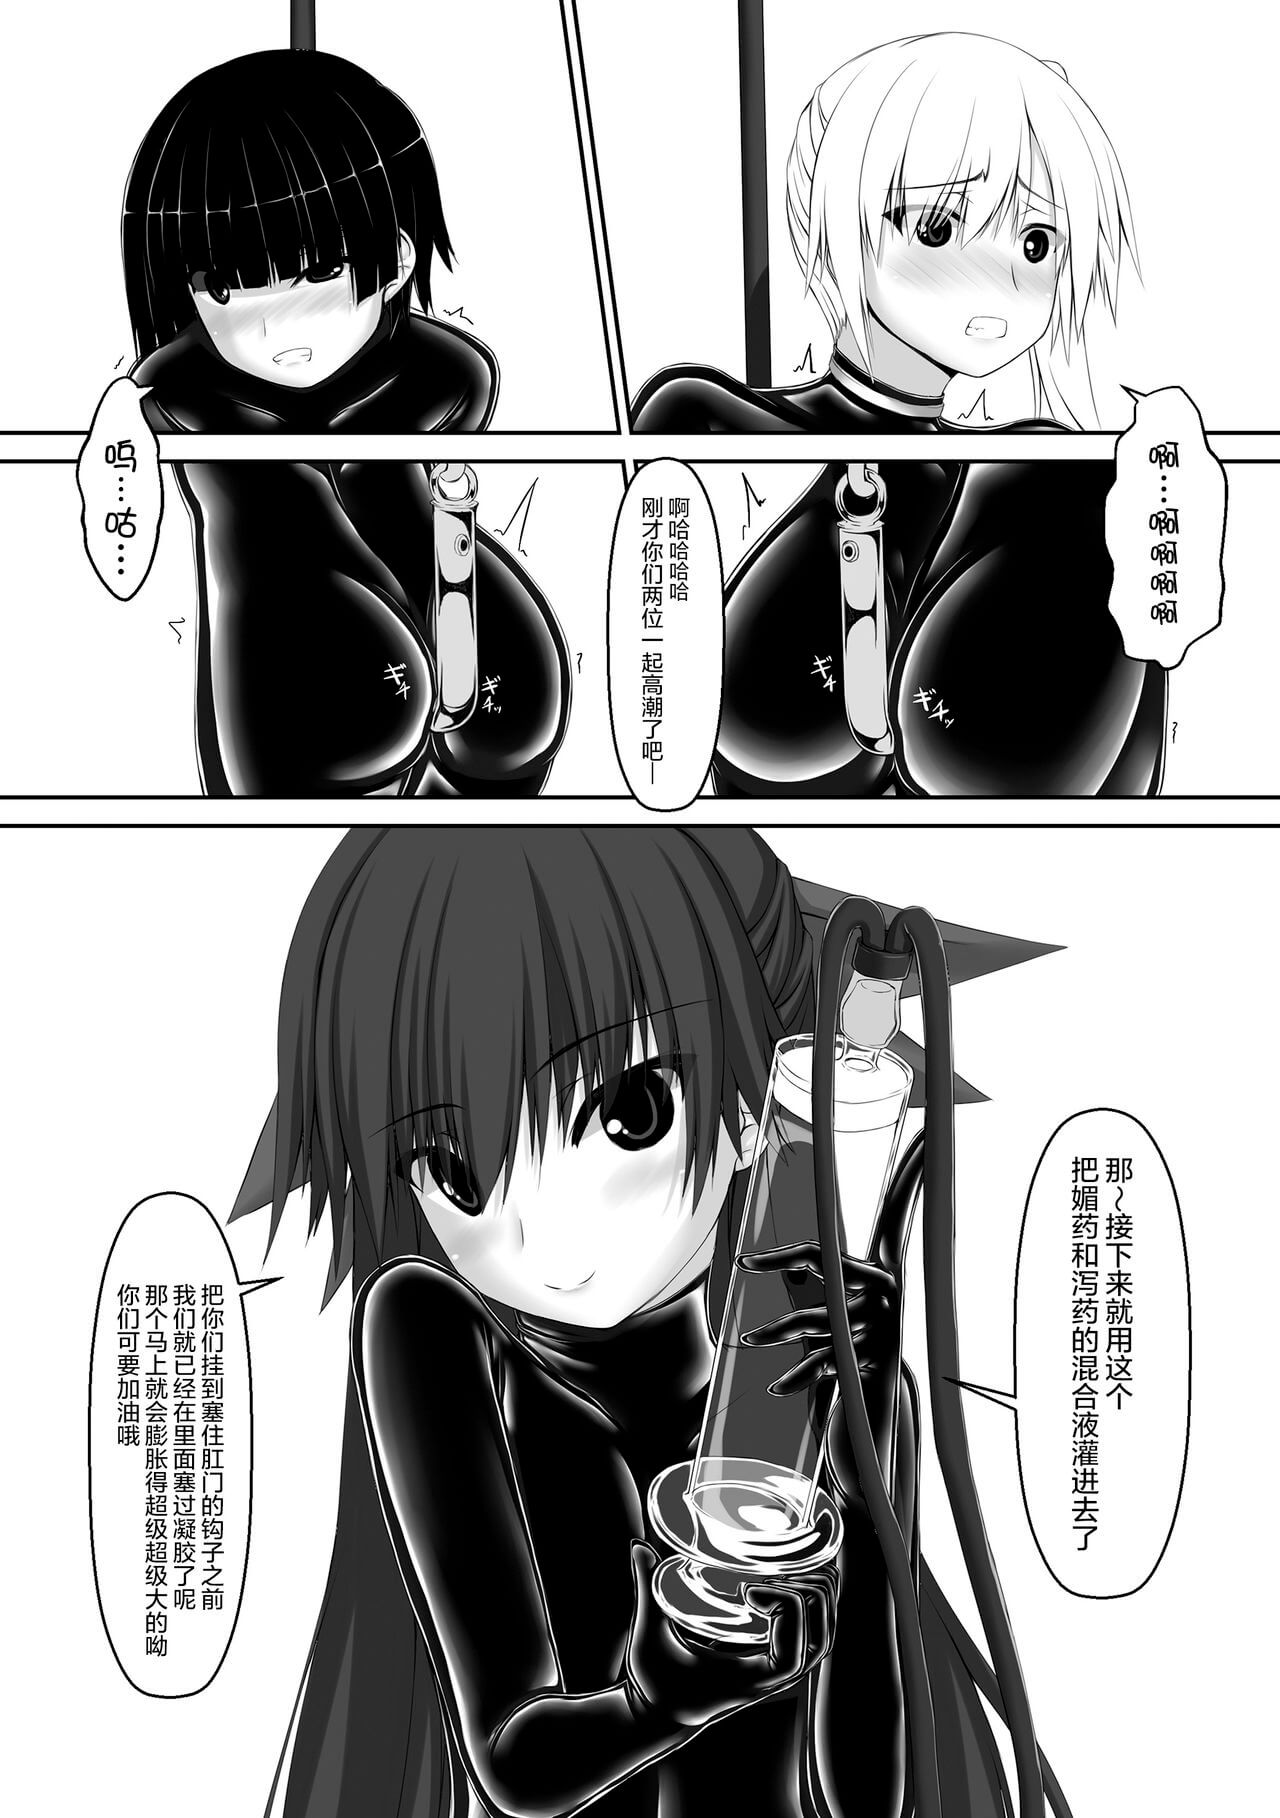 啊…啊啊
啊啊啊啊
呜…咕…
啊哈哈哈哈
刚才你们两位一起高潮了吧—
ギチ
ギチッ
ギチ
ギチッ
那～接下来就用这个
把媚药和泻药的混合液灌进去了
把你们挂到塞住肛门的钩子之前
我们就已经在里面塞过凝胶了呢
那个马上就会膨胀得超级超级大的呦
你们可要加油哦